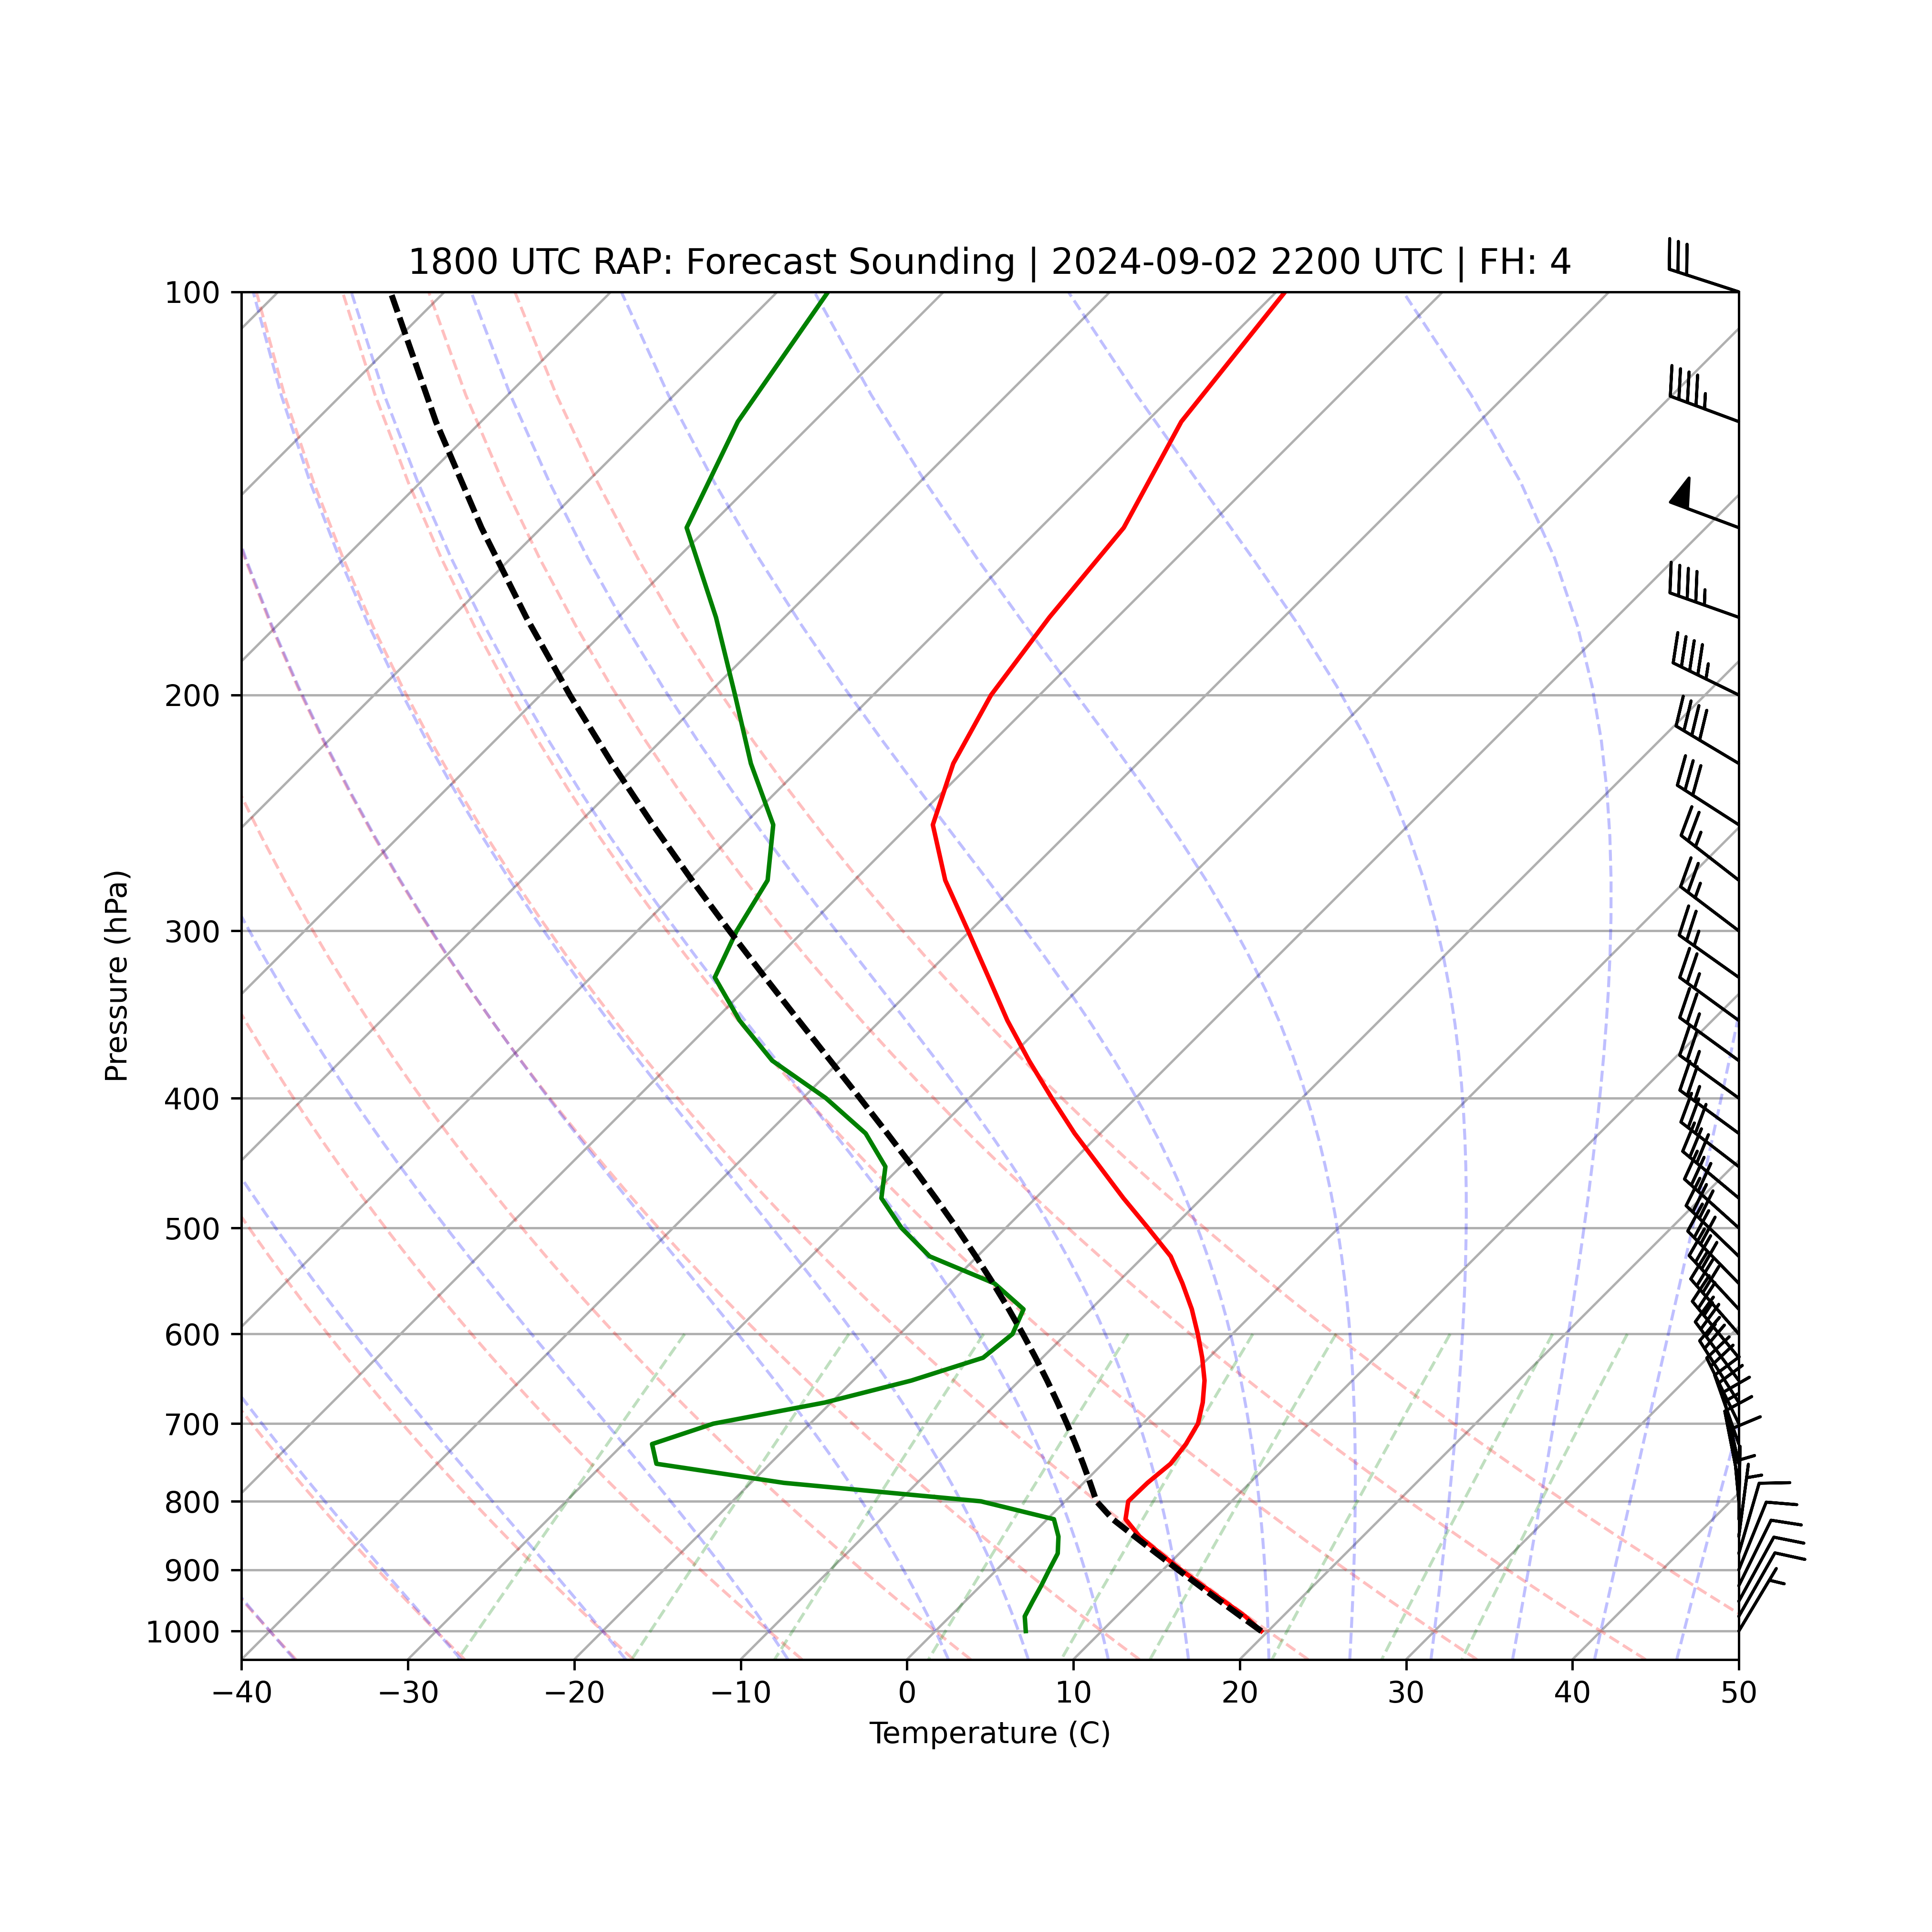 1800 UTC RAP: Forecast Sounding | 2024-09-02 2200 UTC | FH: 4
100
200
300
400
500
600
700
800
900
1000
Pressure (hPa)
−40 −30 −20 −10 0 10 20 30 40 50
Temperature (C)